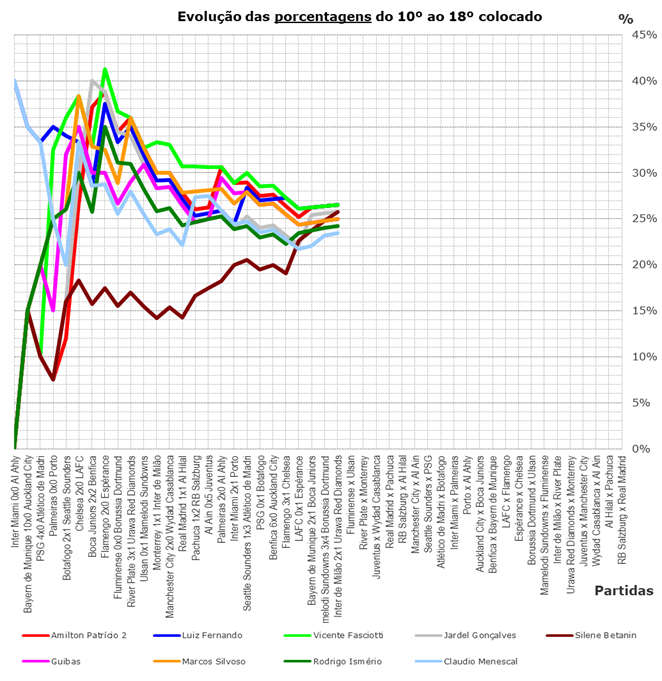 Evolução das porcentagens do 10º ao 18º colocado
%
45%
40%
35%
30%
25%
20%
15%
10%
5%
0%
Inter Miami 0x0 Al Ahly
Bayern de Munique 10x0 Auckland City
PSG 4x0 Atlético de Madri
Palmeiras 0x0 Porto
Botafogo 2x1 Seattle Sounders
Chelsea 2x0 LAFC
Boca Juniors 2x2 Benfica
Flamengo 2x0 Espérance
Fluminense 0x0 Borussia Dortmund
River Plate 3x1 Urawa Red Diamonds
Ulsan 0x1 Mamelodi Sundowns
Monterrey 1x1 Inter de Milão
Manchester City 2x0 Wydad Casablanca
Real Madrid 1x1 Al Hilal
Pachuca 1x2 RB Salzburg
Al Ain 0x5 Juventus
Palmeiras 2x0 Al Ahly
Inter Miami 2x1 Porto
Seattle Sounders 1x3 Atlético de Madri
PSG 0x1 Botafogo
Benfica 6x0 Auckland City
Flamengo 3x1 Chelsea
LAFC 0x1 Espérance
Bayern de Munique 2x1 Boca Juniors
melodi Sundowns 3x4 Borussia Dortmund
Inter de Milão 2x1 Urawa Red Diamonds
Fluminense x Ulsan
River Plate x Monterrey
Juventus x Wydad Casablanca
Real Madrid x Pachuca
RB Salzburg x Al Hilal
Manchester City x Al Ain
Seattle Sounders x PSG
Atlético de Madri x Botafogo
Inter Miami x Palmeiras
Porto x Al Ahly
Auckland City x Boca Juniors
Benfica x Bayern de Munique
LAFC x Flamengo
Espérance x Chelsea
Borussia Dortmund x Ulsan
Mamelodi Sundowns x Fluminense
Inter de Milão x River Plate
Urawa Red Diamonds x Monterrey
Juventus x Manchester City
Wydad Casablanca x Al Ain
Al Hilal x Pachuca
RB Salzburg x Real Madrid
Partidas
Amilton Patrício 2
Luiz Fernando
Vicente Fasciotti
Jardel Gonçalves
Silene Betanin
Guibas
Marcos Silvoso
Rodrigo Ismério
Claudio Menescal